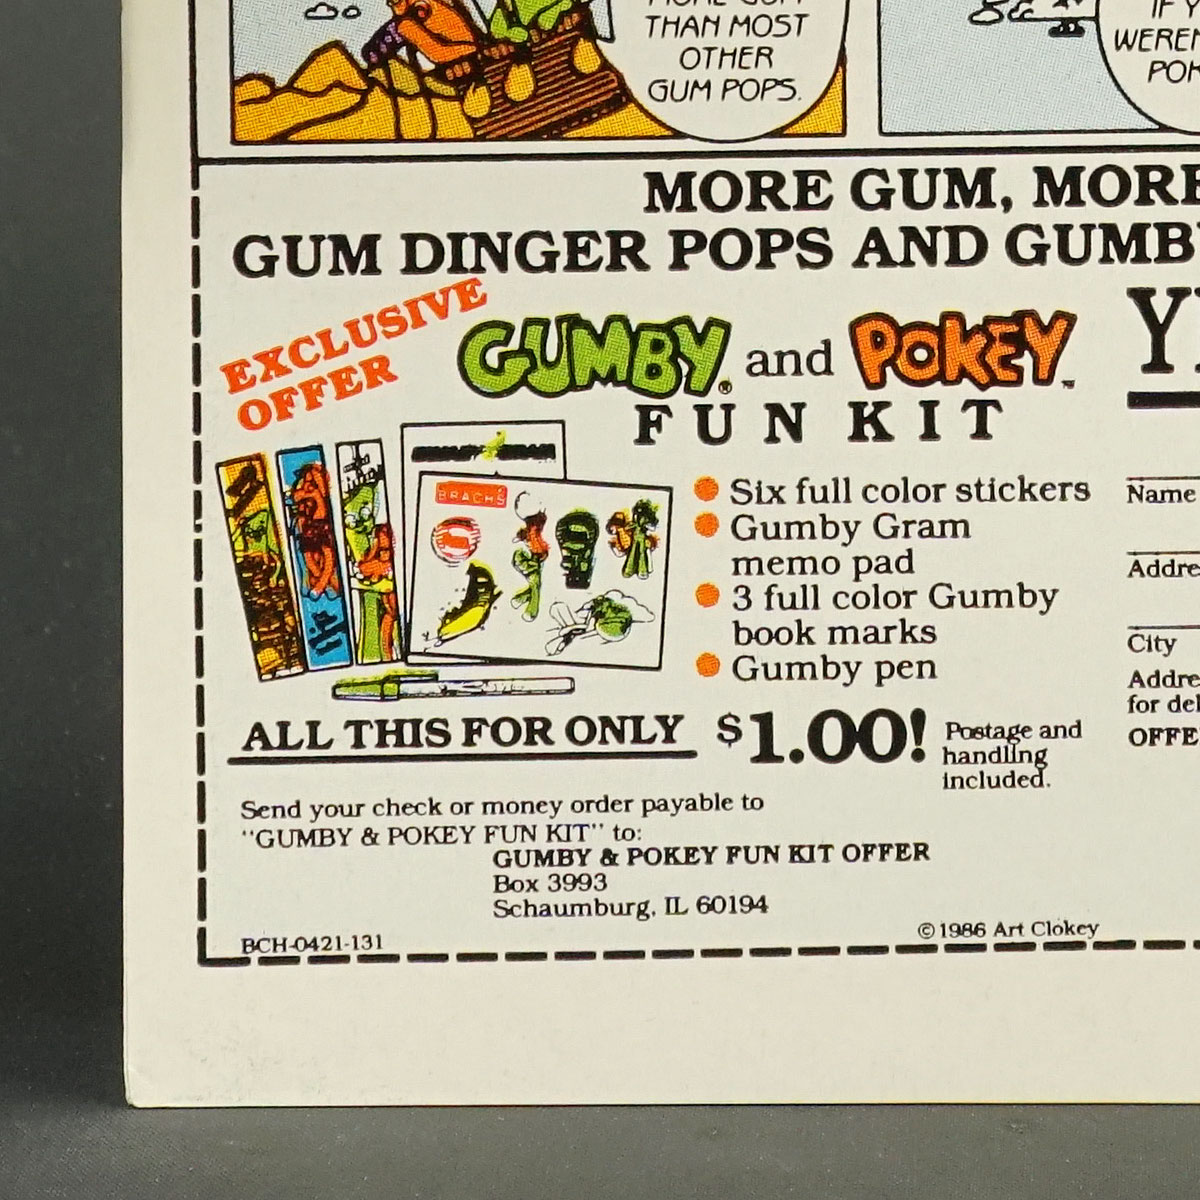 THAN MOST
OTHER
GUM POPS.
IF
WEREN
MORE GUM, MORE
GUM DINGER POPS AND GUMB
EXCLUSIVE
OFFER
GUMBY® and POKEY™
FUN KIT
BRACH'S
Six full color stickers
Gumby Gram
memo pad
3 full color Gumby
book marks
Gumby pen
ALL THIS FOR ONLY $1.00! Postage and
handling
included.
Send your check or money order payable to
"GUMBY & POKEY FUN KIT" to:
GUMBY & POKEY FUN KIT OFFER
Box 3993
Schaumburg, IL 60194
BCH-0421-131
©1986 Art Clokey
Name
Addre
City
Addre
for del
OFFE